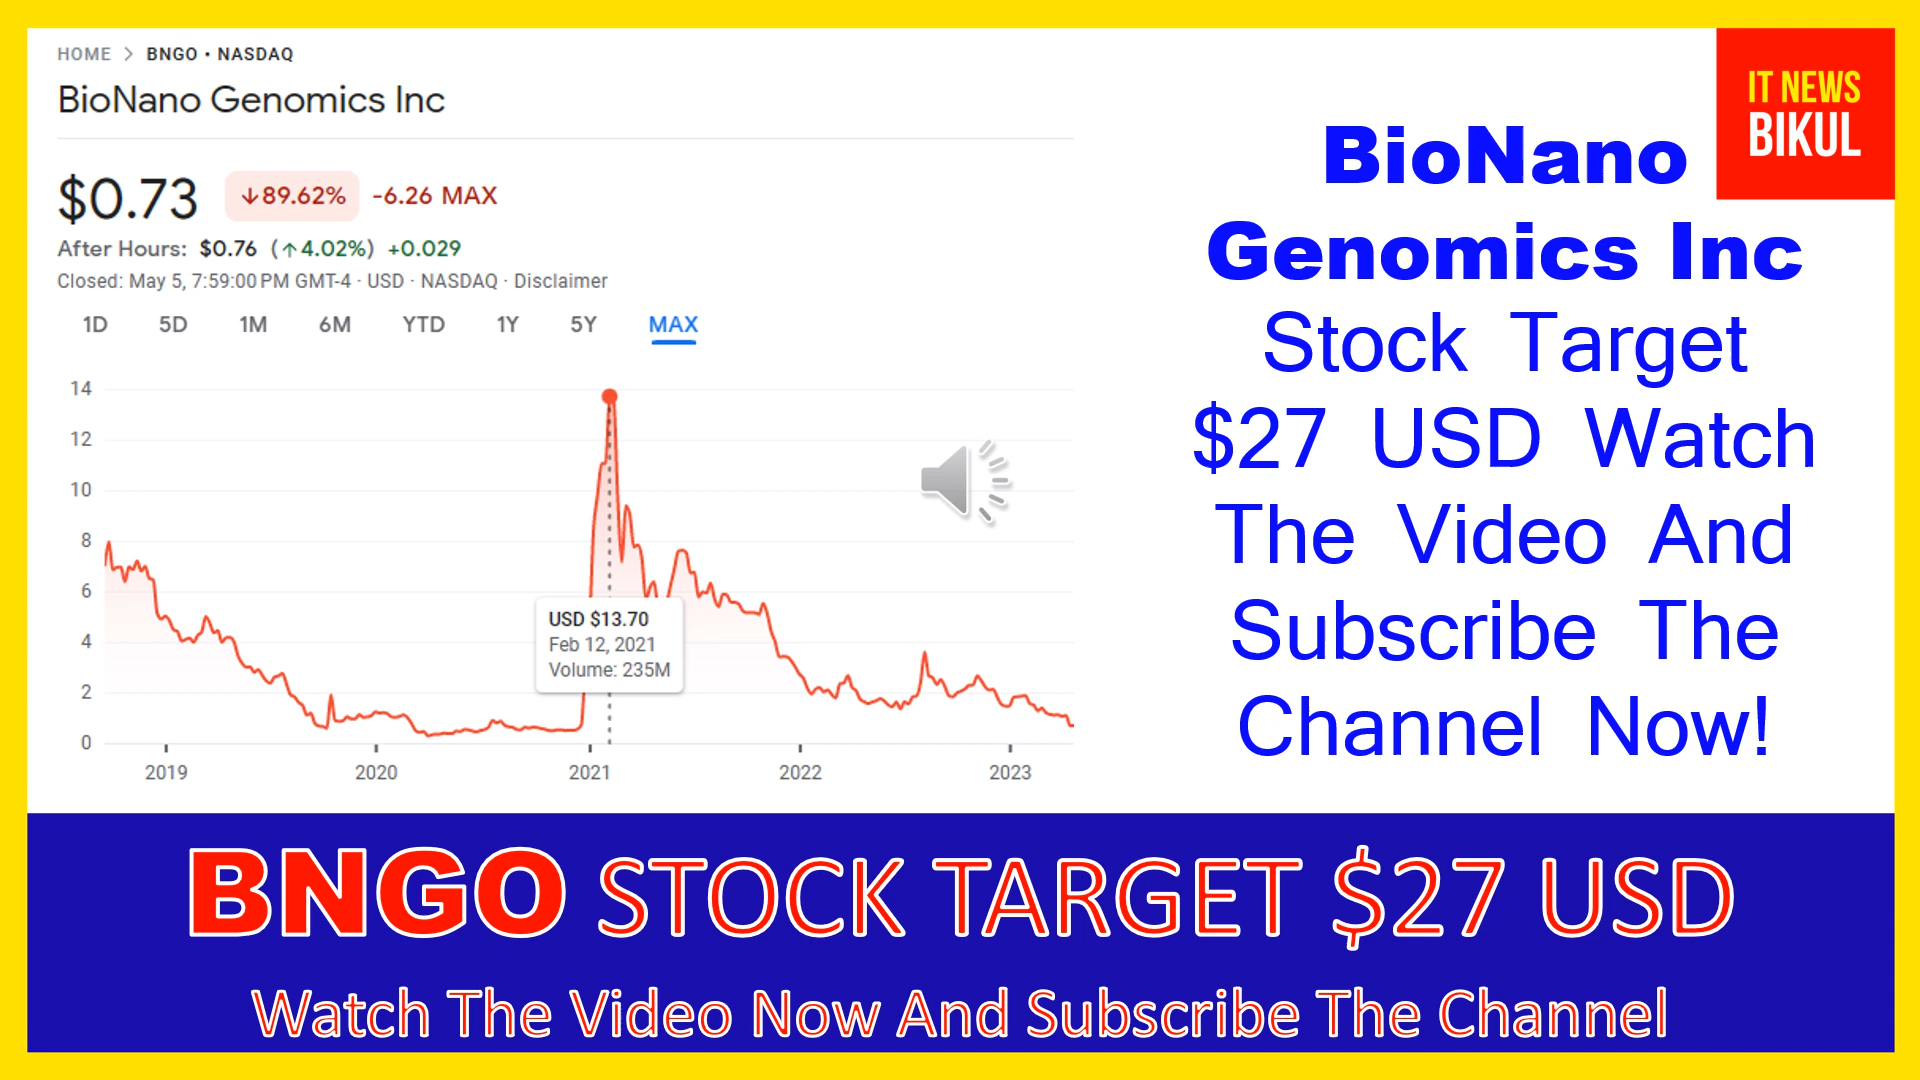 HOME > BNGO • NASDAQ
BioNano Genomics Inc
$0.73 ↓89.62% -6.26 MAX
After Hours: $0.76 (↑4.02%) +0.029
Closed: May 5, 7:59:00 PM GMT-4 · USD · NASDAQ · Disclaimer
1D 5D 1M 6M YTD 1Y 5Y MAX
14
12
10
8
6
4
2
0
USD $13.70
Feb 12, 2021
Volume: 235M
2019 2020 2021 2022 2023
IT NEWS
BIKUL
BioNano
Genomics Inc
Stock Target
$27 USD Watch
The Video And
Subscribe The
Channel Now!
BNGO STOCK TARGET $27 USD
Watch The Video Now And Subscribe The Channel